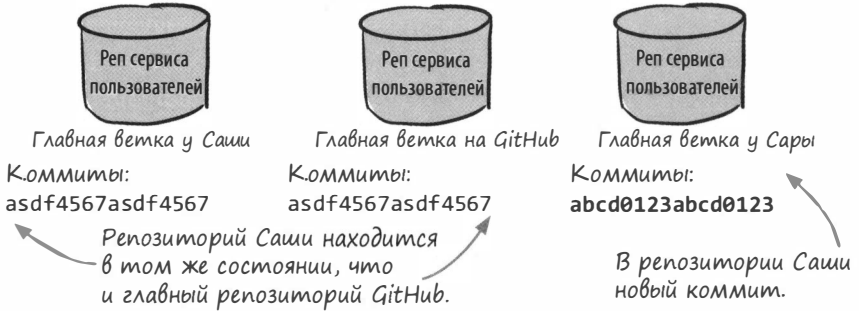 Реп сервиса
пользователей
Реп сервиса
пользователей
Реп сервиса
пользователей
Главная ветка у Саши
Главная ветка на GitHub
Главная ветка у Сары
Коммиты:
asdf4567asdf4567
Коммиты:
asdf4567asdf4567
Коммиты:
abcd0123abcd0123
Репозиторий Саши находится
в том же состоянии, что
и главный репозиторий GitHub.
В репозитории Саши
новый коммит.